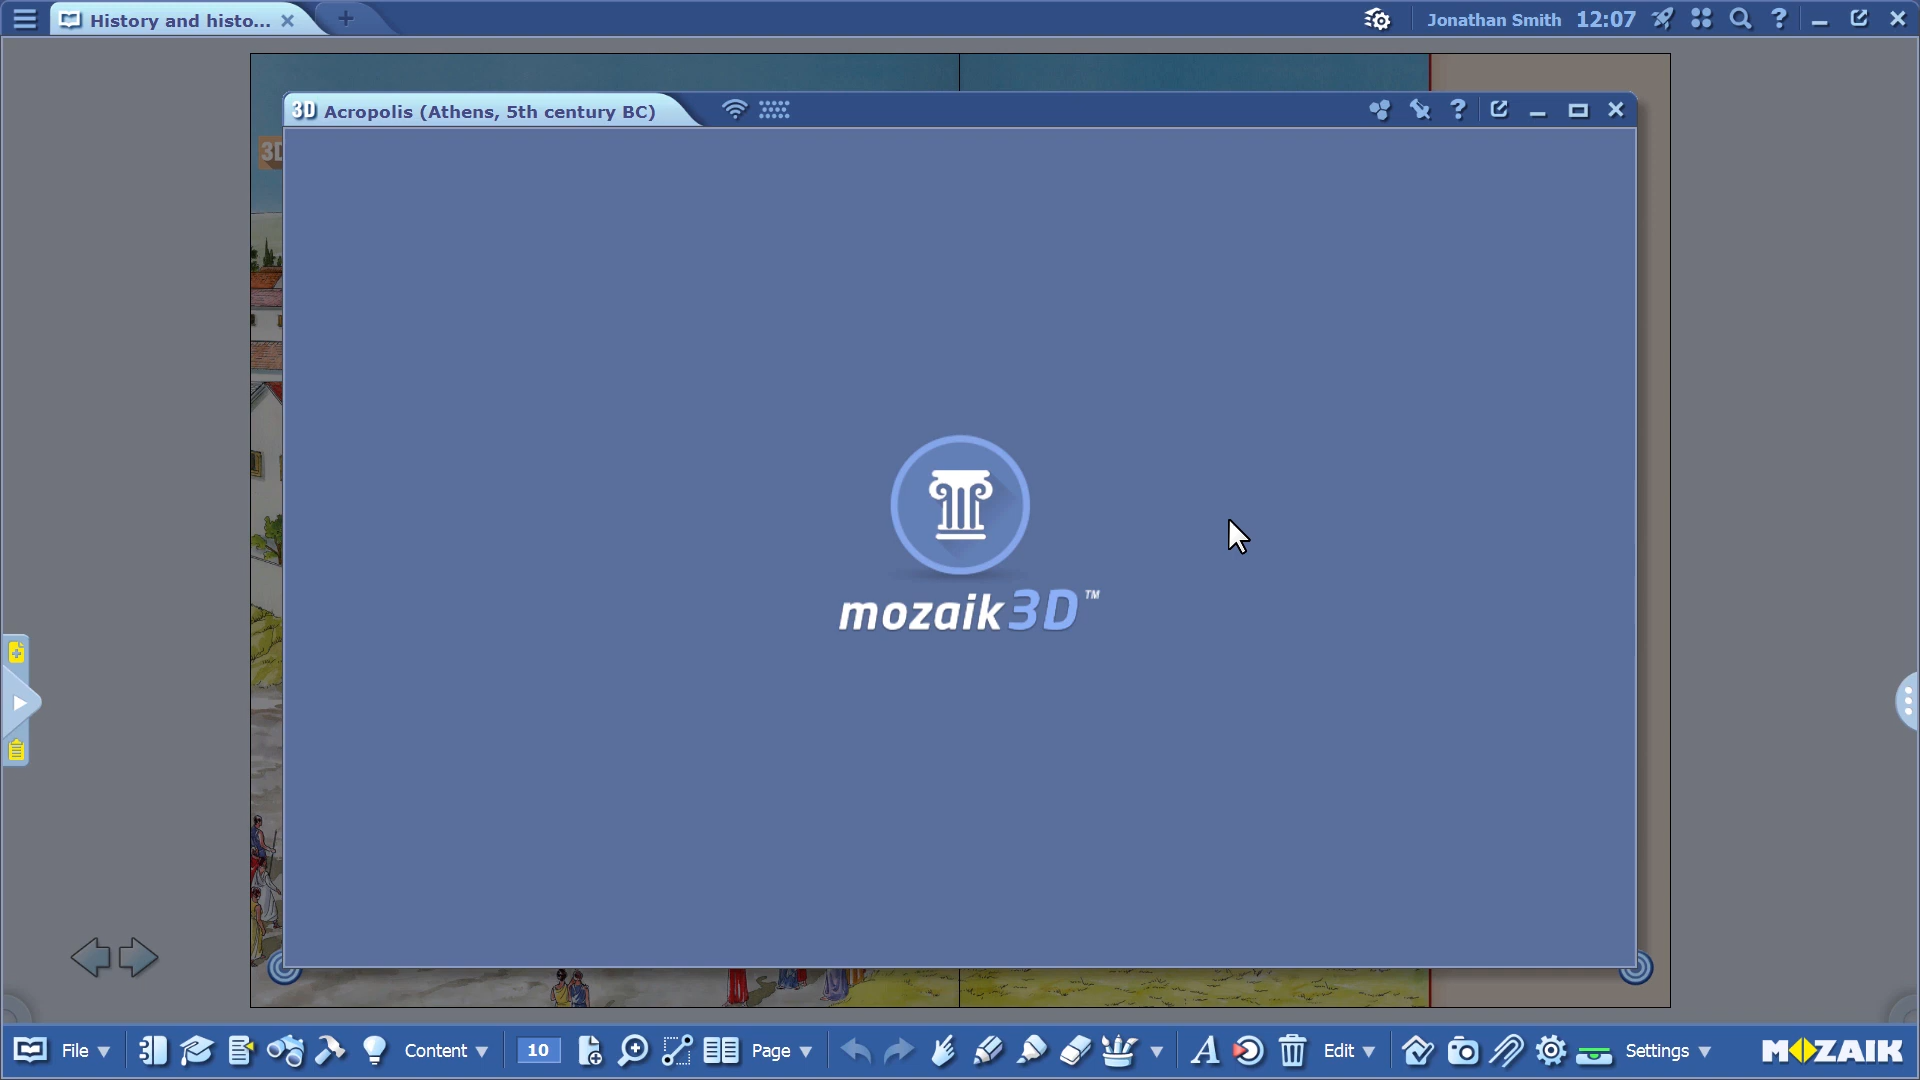 History and histo...
Jonathan Smith 12:07
3D Acropolis (Athens, 5th century BC)
3D
mozaik3D™
File
Content
10
Page
Edit
Settings
MOZAIK